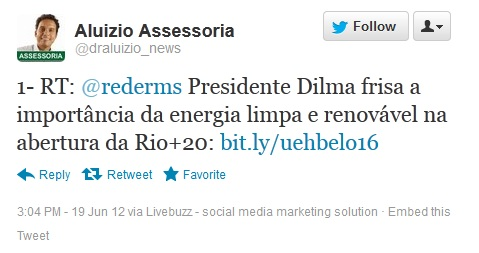 Aluizio Assessoria
@draluizio_news
ASSESSORIA
Follow
1- RT: @rederms Presidente Dilma frisa a
importância da energia limpa e renovável na
abertura da Rio+20: bit.ly/uehbelo16
Reply Retweet Favorite
3:04 PM - 19 Jun 12 via Livebuzz - social media marketing solution · Embed this
Tweet